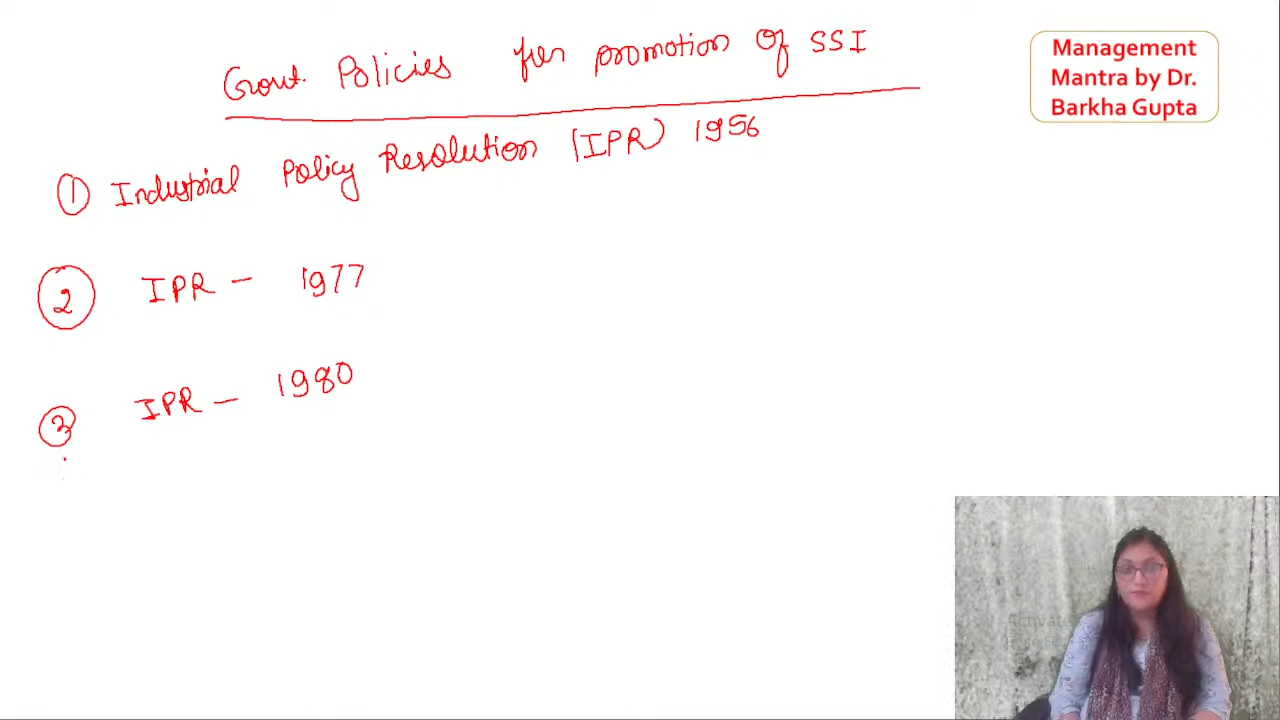 Govt. Policies for promotion of SSI
Management
Mantra by Dr.
Barkha Gupta
① Industrial Policy Resolution (IPR) 1956
② IPR - 1977
③ IPR - 1980
Activate